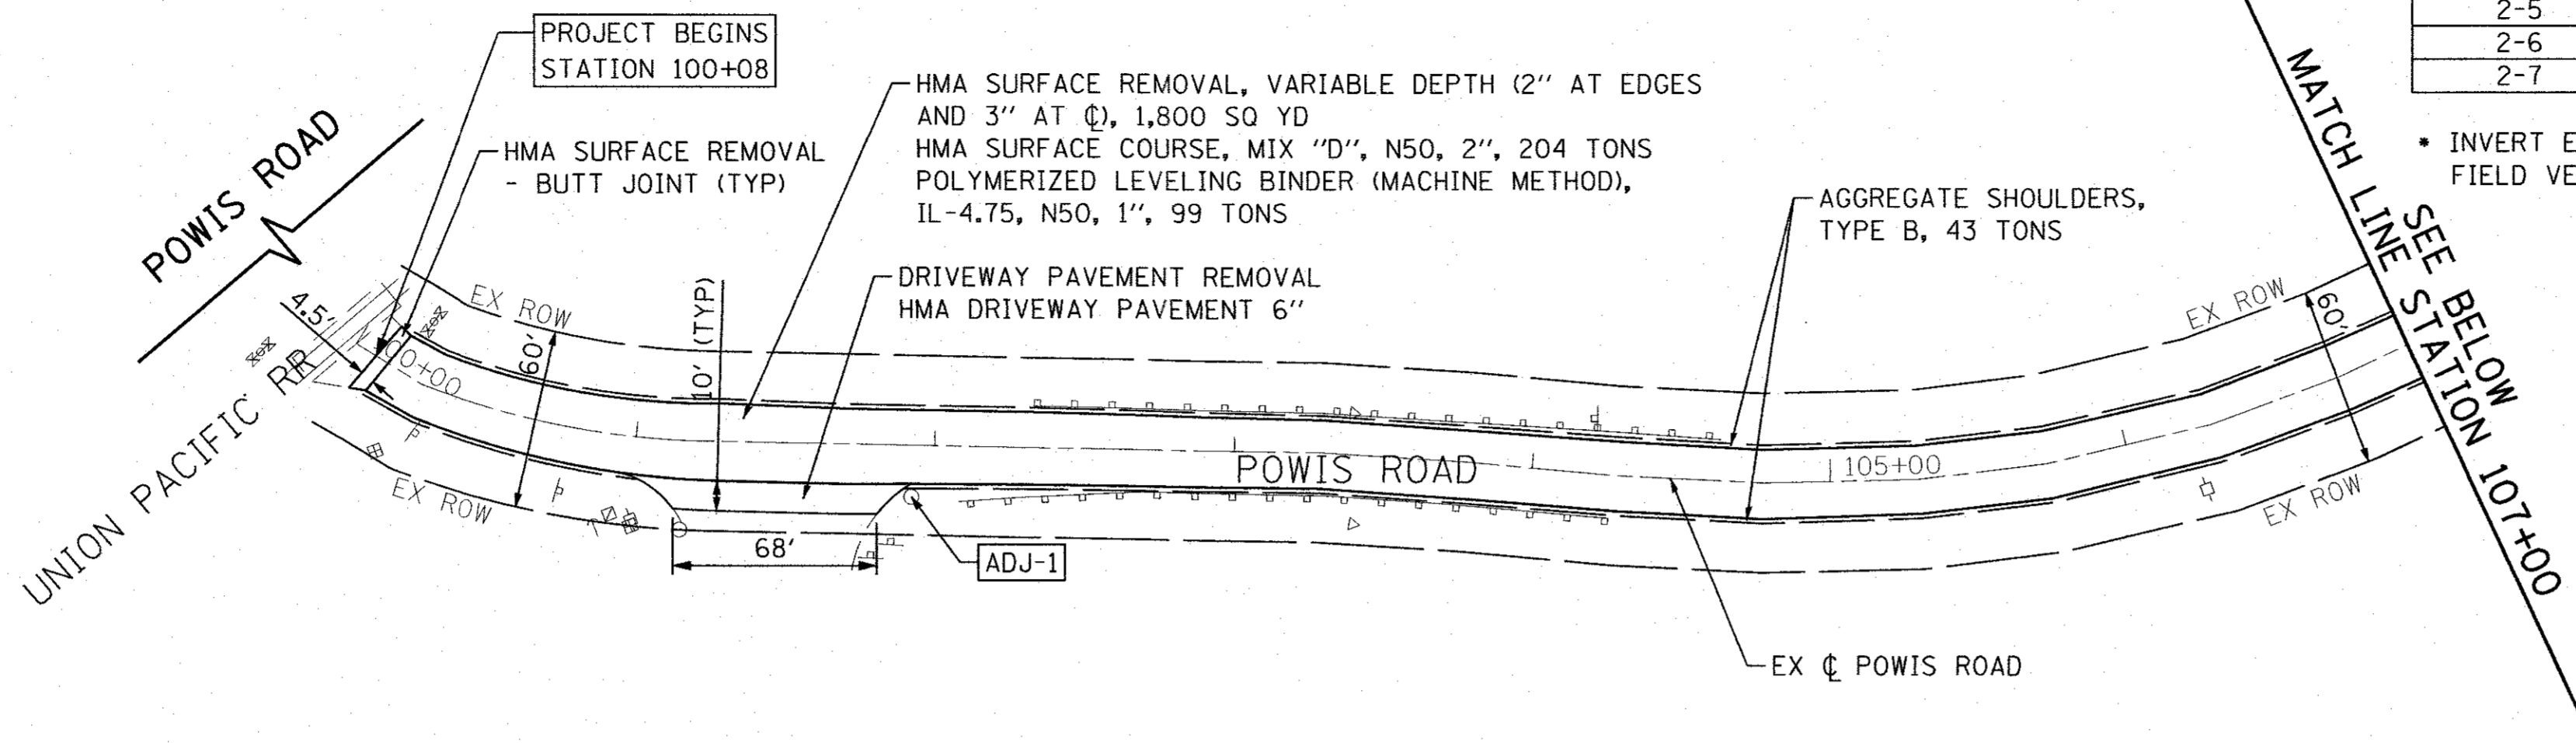 PROJECT BEGINS
STATION 100+08
HMA SURFACE REMOVAL
- BUTT JOINT (TYP)
HMA SURFACE REMOVAL, VARIABLE DEPTH (2" AT EDGES
AND 3" AT ℄), 1,800 SQ YD
HMA SURFACE COURSE, MIX "D", N50, 2", 204 TONS
POLYMERIZED LEVELING BINDER (MACHINE METHOD),
IL-4.75, N50, 1", 99 TONS
DRIVEWAY PAVEMENT REMOVAL
HMA DRIVEWAY PAVEMENT 6"
AGGREGATE SHOULDERS,
TYPE B, 43 TONS
2-5
2-6
2-7
* INVERT E
FIELD VE
MATCH LINE STATION 107+00
SEE BELOW
POWIS ROAD
4.5'
UNION PACIFIC RR
00+00
EX ROW
60'
EX ROW
10' (TYP)
68'
ADJ-1
POWIS ROAD
105+00
EX ROW
60'
EX ROW
EX ℄ POWIS ROAD